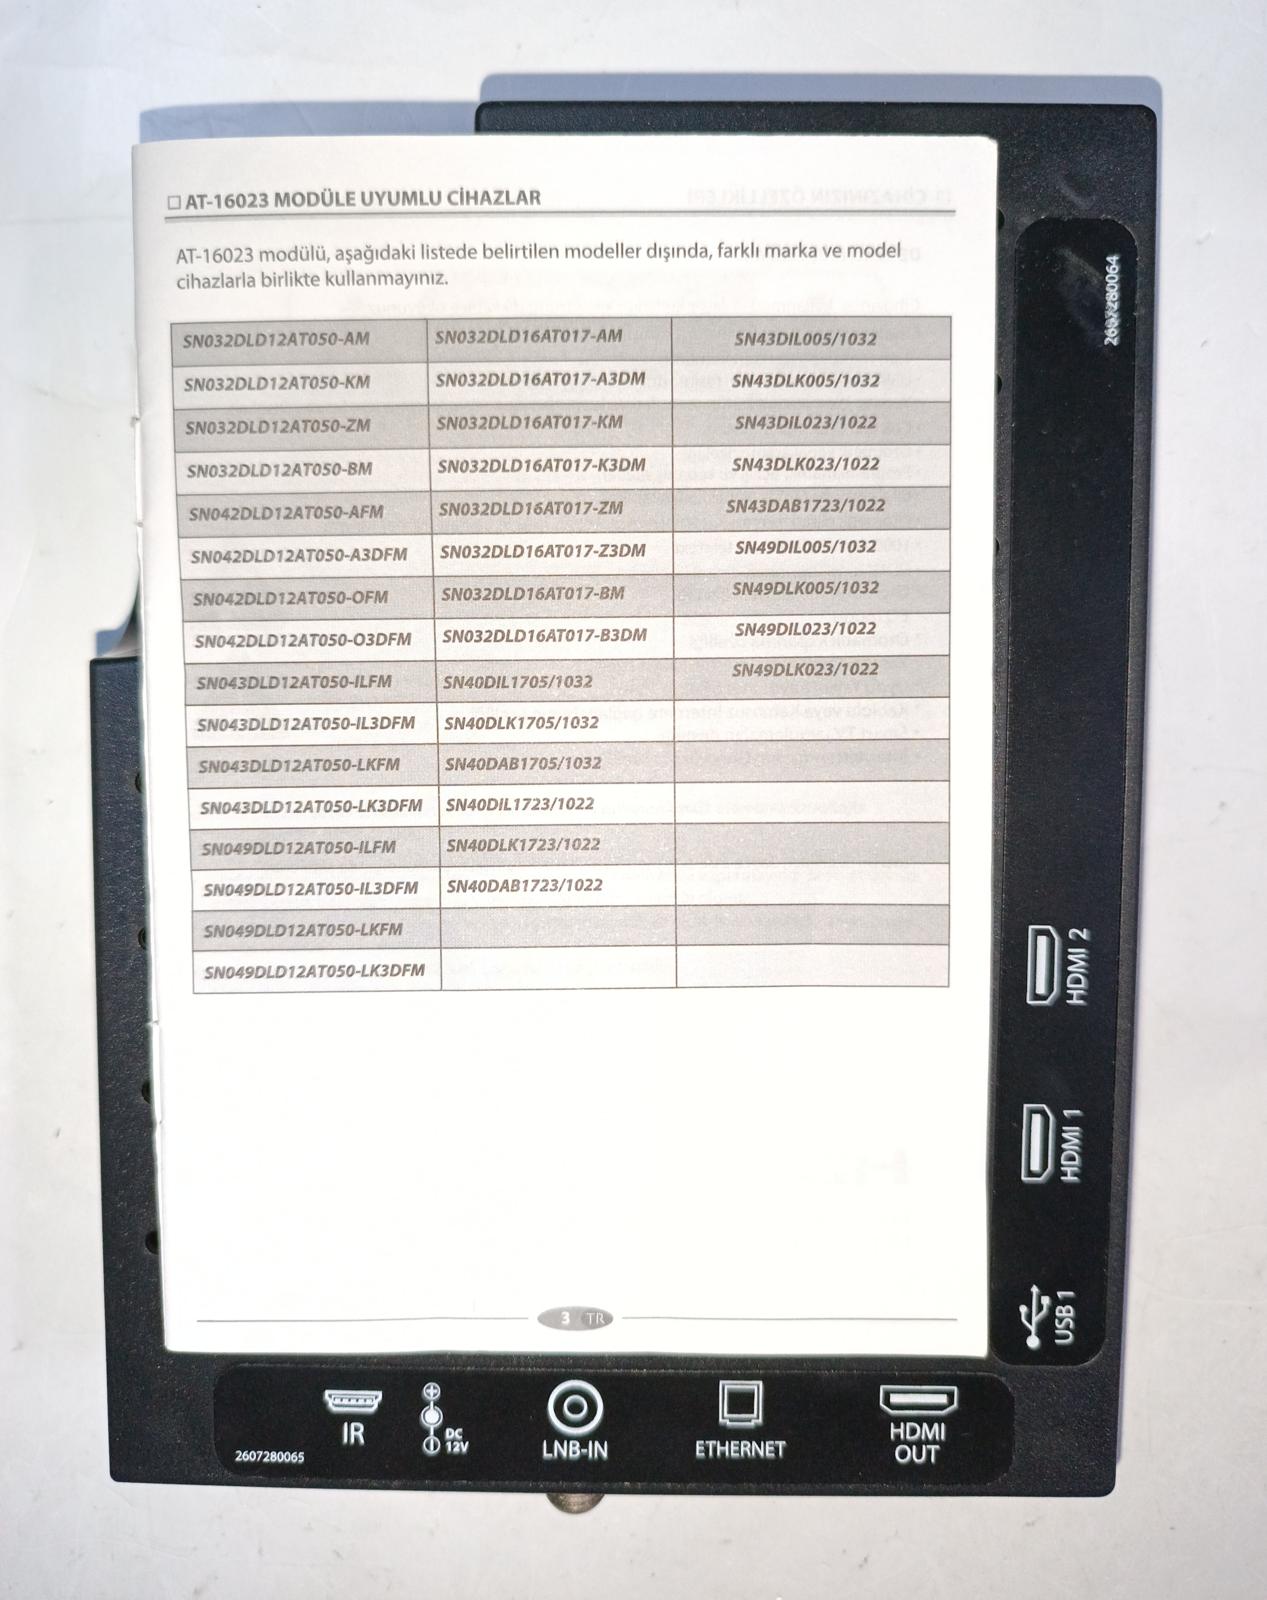 AT-16023 MODÜLE UYUMLU CİHAZLAR
AT-16023 modülü, aşağıdaki listede belirtilen modeller dışında, farklı marka ve model
cihazlarla birlikte kullanmayınız.
SN032DLD12AT050-AM SN032DLD16AT017-AM SN43DIL005/1032
SN032DLD12AT050-KM SN032DLD16AT017-A3DM SN43DLK005/1032
SN032DLD12AT050-ZM SN032DLD16AT017-KM SN43DIL023/1022
SN032DLD12AT050-BM SN032DLD16AT017-K3DM SN43DLK023/1022
SN042DLD12AT050-AFM SN032DLD16AT017-ZM SN43DAB1723/1022
SN042DLD12AT050-A3DFM SN032DLD16AT017-Z3DM SN49DIL005/1032
SN042DLD12AT050-OFM SN032DLD16AT017-BM SN49DLK005/1032
SN042DLD12AT050-O3DFM SN032DLD16AT017-B3DM SN49DIL023/1022
SN043DLD12AT050-ILFM SN40DIL1705/1032 SN49DLK023/1022
SN043DLD12AT050-IL3DFM SN40DLK1705/1032
SN043DLD12AT050-LKFM SN40DAB1705/1032
SN043DLD12AT050-LK3DFM SN40DIL1723/1022
SN049DLD12AT050-ILFM SN40DLK1723/1022
SN049DLD12AT050-IL3DFM SN40DAB1723/1022
SN049DLD12AT050-LKFM
SN049DLD12AT050-LK3DFM
3 TR
2607280064
HDMI 2
HDMI 1
USB 1
2607280065
IR
DC
12V
LNB-IN
ETHERNET
HDMI
OUT